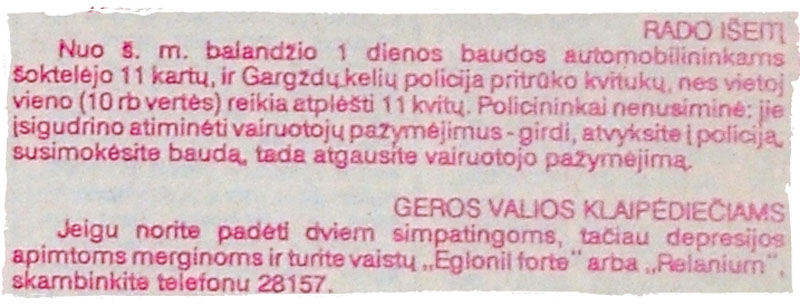 RADO IŠEITĮ
Nuo š. m. balandžio 1 dienos baudos automobilininkams
šoktelėjo 11 kartų, ir Gargždų kelių policija pritrūko kvitukų, nes vietoj
vieno (10 rb vertės) reikia atplėšti 11 kvitų. Policininkai nenusiminė: jie
įsigudrino atiminėti vairuotojų pažymėjimus - girdi, atvyksite į policiją,
susimokėsite baudą, tada atgausite vairuotojo pažymėjimą.
GEROS VALIOS KLAIPĖDIEČIAMS
Jeigu norite padėti dviem simpatingoms, tačiau depresijos
apimtoms merginoms ir turite vaistų „Eglonil forte“ arba „Relanium“,
skambinkite telefonu 28157.